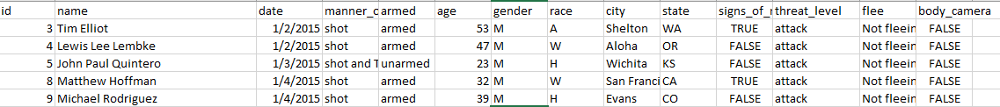 id name date manner_o armed age gender race city state signs_of_ threat_level flee body_camera
3 Tim Elliot 1/2/2015 shot armed 53 M A Shelton WA TRUE attack Not fleein FALSE
4 Lewis Lee Lembke 1/2/2015 shot armed 47 M W Aloha OR FALSE attack Not fleein FALSE
5 John Paul Quintero 1/3/2015 shot and T unarmed 23 M H Wichita KS FALSE attack Not fleein FALSE
8 Matthew Hoffman 1/4/2015 shot armed 32 M W San Franci CA TRUE attack Not fleein FALSE
9 Michael Rodriguez 1/4/2015 shot armed 39 M H Evans CO FALSE attack Not fleein FALSE